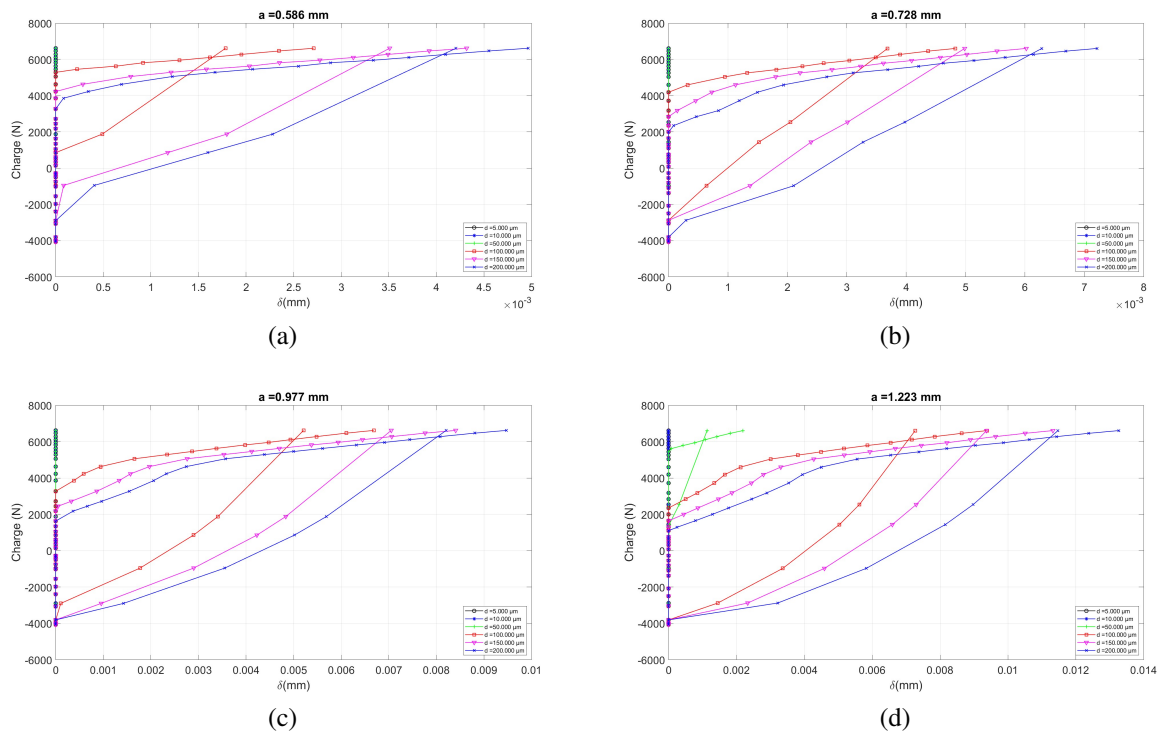 a =0.586 mm
8000
6000
4000
2000
0
-2000
-4000
-6000
Charge (N)
0 0.5 1 1.5 2 2.5 3 3.5 4 4.5 5
δ(mm)
×10⁻³
d =5.000 μm
d =10.000 μm
d =50.000 μm
d =100.000 μm
d =150.000 μm
d =200.000 μm
(a)
a =0.728 mm
8000
6000
4000
2000
0
-2000
-4000
-6000
Charge (N)
0 1 2 3 4 5 6 7 8
δ(mm)
×10⁻³
d =5.000 μm
d =10.000 μm
d =50.000 μm
d =100.000 μm
d =150.000 μm
d =200.000 μm
(b)
a =0.977 mm
8000
6000
4000
2000
0
-2000
-4000
-6000
Charge (N)
0 0.001 0.002 0.003 0.004 0.005 0.006 0.007 0.008 0.009 0.01
δ(mm)
d =5.000 μm
d =10.000 μm
d =50.000 μm
d =100.000 μm
d =150.000 μm
d =200.000 μm
(c)
a =1.223 mm
8000
6000
4000
2000
0
-2000
-4000
-6000
Charge (N)
0 0.002 0.004 0.006 0.008 0.01 0.012 0.014
δ(mm)
d =5.000 μm
d =10.000 μm
d =50.000 μm
d =100.000 μm
d =150.000 μm
d =200.000 μm
(d)